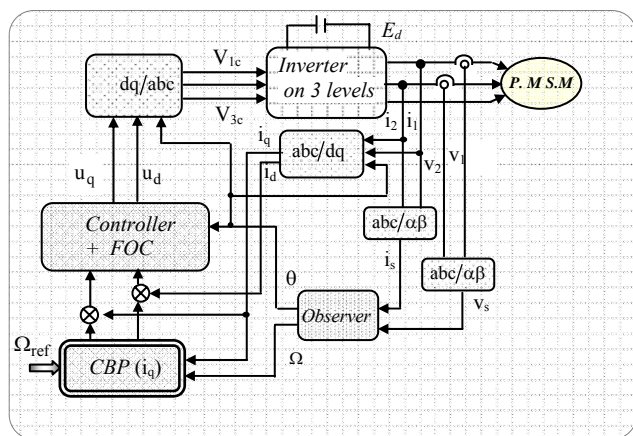 E_d
V_1c
dq/abc
Inverter
on 3 levels
P. M S.M
V_3c
i_q
i_2
i_1
abc/dq
i_d
v_2
v_1
u_q
u_d
Controller
+ FOC
abc/αβ
i_s
abc/αβ
θ
v_s
Observer
Ω_ref
Ω
CBP (i_q)